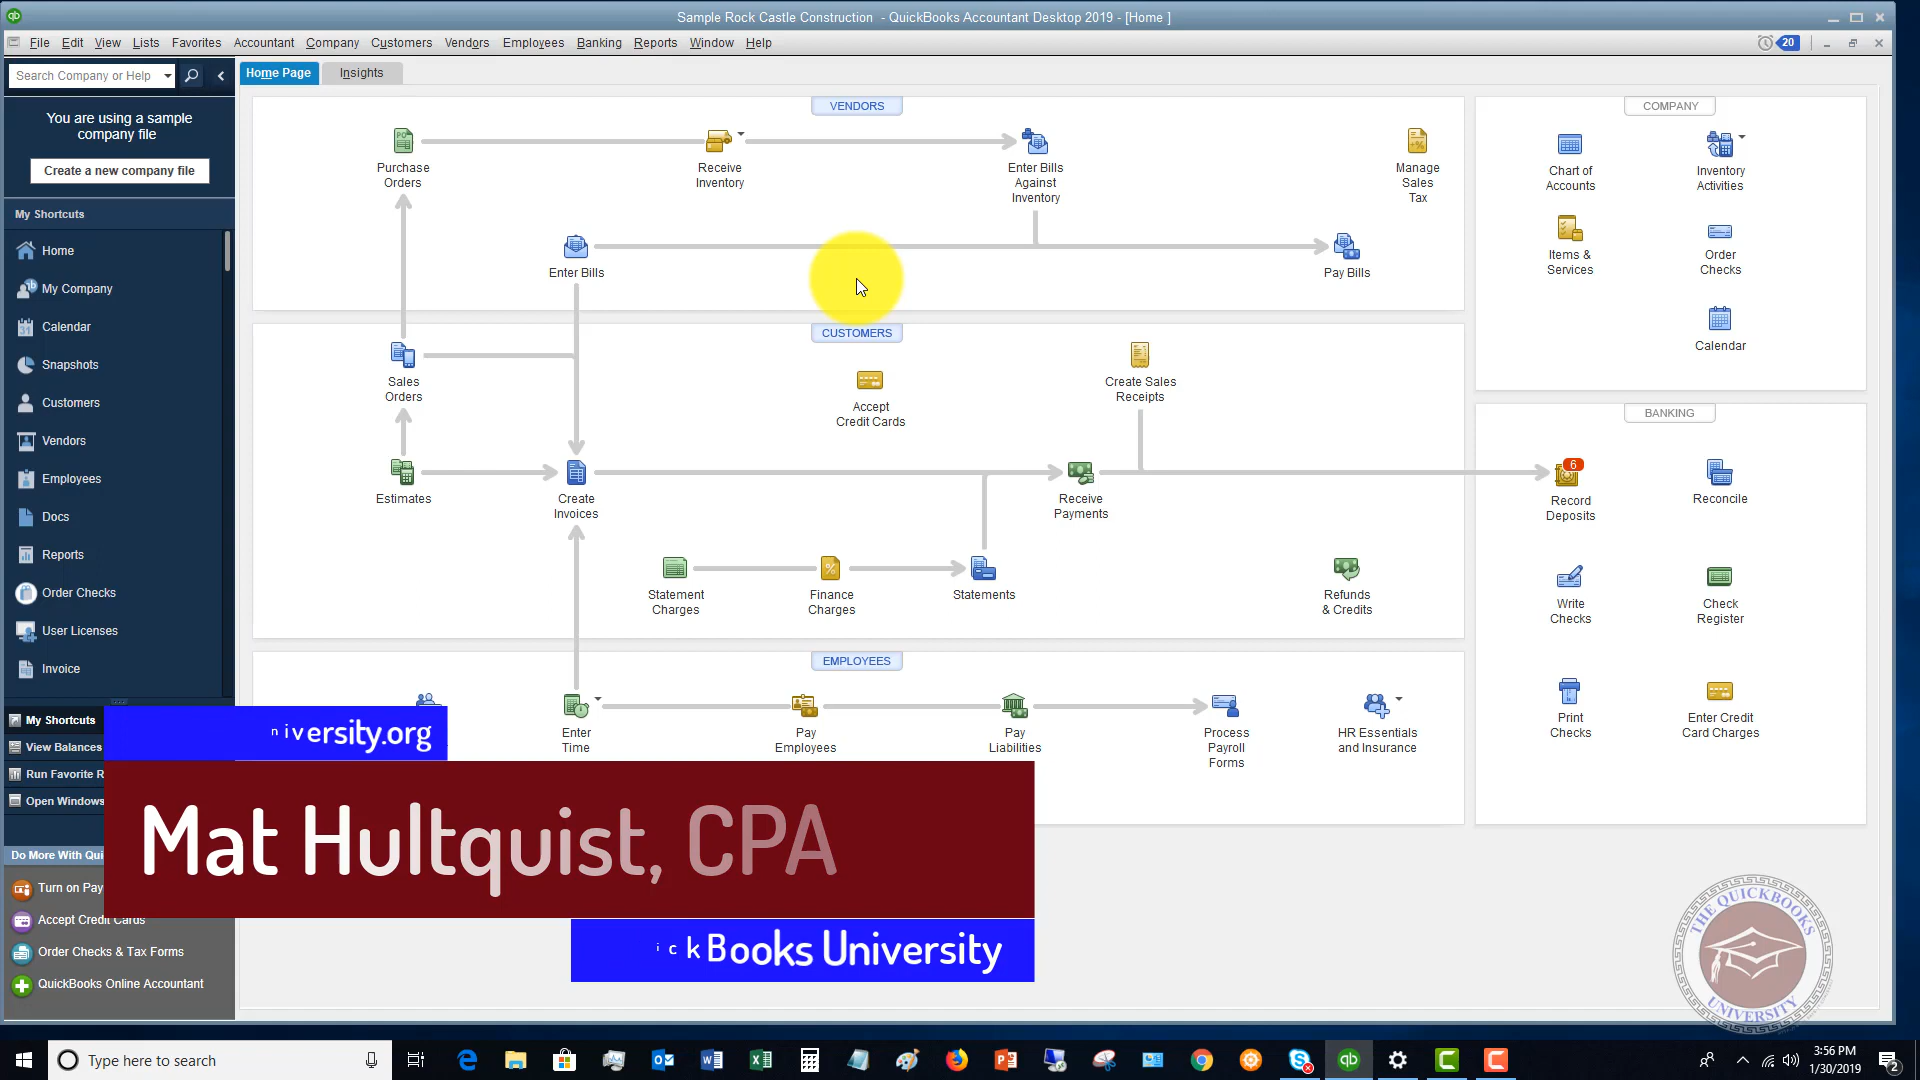 Sample Rock Castle Construction - QuickBooks Accountant Desktop 2019 - [Home ]
File Edit View Lists Favorites Accountant Company Customers Vendors Employees Banking Reports Window Help
20
Search Company or Help
Home Page
Insights
You are using a sample
company file
Create a new company file
My Shortcuts
Home
My Company
Calendar
Snapshots
Customers
Vendors
Employees
Docs
Reports
Order Checks
User Licenses
Invoice
My Shortcuts
View Balances
Run Favorite R
Open Windows
Do More With Qui
Turn on Pay
Accept Credit Cards
Order Checks & Tax Forms
QuickBooks Online Accountant
VENDORS
Purchase
Orders
Receive
Inventory
Enter Bills
Against
Inventory
Manage
Sales
Tax
Enter Bills
Pay Bills
CUSTOMERS
Sales
Orders
Accept
Credit Cards
Create Sales
Receipts
Estimates
Create
Invoices
Receive
Payments
Statement
Charges
Finance
Charges
Statements
Refunds
& Credits
EMPLOYEES
Enter
Time
Pay
Employees
Pay
Liabilities
Process
Payroll
Forms
HR Essentials
and Insurance
COMPANY
Chart of
Accounts
Inventory
Activities
Items &
Services
Order
Checks
Calendar
BANKING
6
Record
Deposits
Reconcile
Write
Checks
Check
Register
Print
Checks
Enter Credit
Card Charges
niversity.org
Mat Hultquist, CPA
ickBooks University
THE QUICKBOOKS
UNIVERSITY
Type here to search
3:56 PM
1/30/2019
2